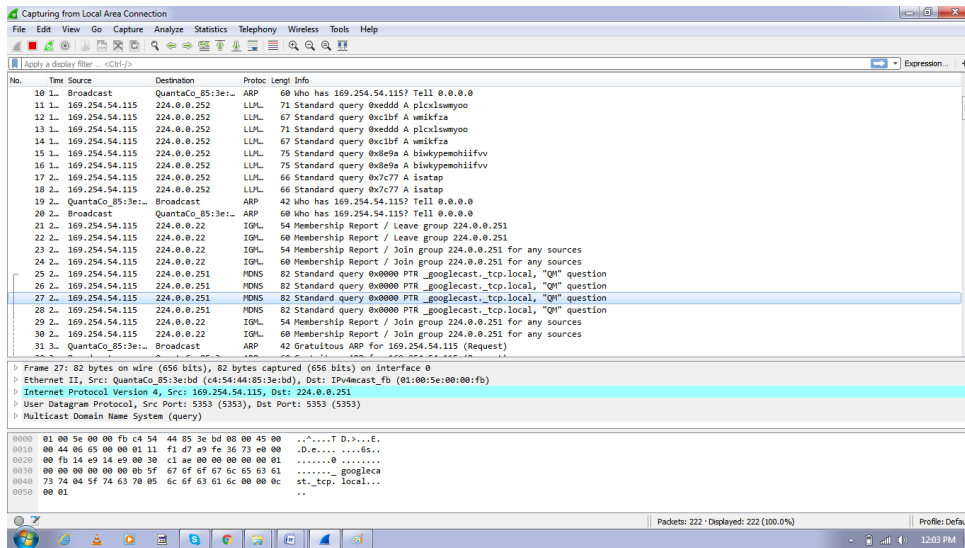 Capturing from Local Area Connection
File Edit View Go Capture Analyze Statistics Telephony Wireless Tools Help
Apply a display filter ... <Ctrl-/>
Expression... +
No. Time Source Destination Protoc Lengt Info
10 1… Broadcast QuantaCo_85:3e:… ARP 60 Who has 169.254.54.115? Tell 0.0.0.0
11 1… 169.254.54.115 224.0.0.252 LLM… 71 Standard query 0xeddd A plcxlswmyoo
12 1… 169.254.54.115 224.0.0.252 LLM… 67 Standard query 0xc1bf A wmikfza
13 1… 169.254.54.115 224.0.0.252 LLM… 71 Standard query 0xeddd A plcxlswmyoo
14 1… 169.254.54.115 224.0.0.252 LLM… 67 Standard query 0xc1bf A wmikfza
15 1… 169.254.54.115 224.0.0.252 LLM… 75 Standard query 0x8e9a A biwkypemohiifvv
16 1… 169.254.54.115 224.0.0.252 LLM… 75 Standard query 0x8e9a A biwkypemohiifvv
17 2… 169.254.54.115 224.0.0.252 LLM… 66 Standard query 0x7c77 A isatap
18 2… 169.254.54.115 224.0.0.252 LLM… 66 Standard query 0x7c77 A isatap
19 2… QuantaCo_85:3e:… Broadcast ARP 42 Who has 169.254.54.115? Tell 0.0.0.0
20 2… Broadcast QuantaCo_85:3e:… ARP 60 Who has 169.254.54.115? Tell 0.0.0.0
21 2… 169.254.54.115 224.0.0.22 IGM… 54 Membership Report / Leave group 224.0.0.251
22 2… 169.254.54.115 224.0.0.22 IGM… 60 Membership Report / Leave group 224.0.0.251
23 2… 169.254.54.115 224.0.0.22 IGM… 54 Membership Report / Join group 224.0.0.251 for any sources
24 2… 169.254.54.115 224.0.0.22 IGM… 60 Membership Report / Join group 224.0.0.251 for any sources
25 2… 169.254.54.115 224.0.0.251 MDNS 82 Standard query 0x0000 PTR _googlecast._tcp.local, "QM" question
26 2… 169.254.54.115 224.0.0.251 MDNS 82 Standard query 0x0000 PTR _googlecast._tcp.local, "QM" question
27 2… 169.254.54.115 224.0.0.251 MDNS 82 Standard query 0x0000 PTR _googlecast._tcp.local, "QM" question
28 2… 169.254.54.115 224.0.0.251 MDNS 82 Standard query 0x0000 PTR _googlecast._tcp.local, "QM" question
29 2… 169.254.54.115 224.0.0.22 IGM… 54 Membership Report / Join group 224.0.0.251 for any sources
30 2… 169.254.54.115 224.0.0.22 IGM… 60 Membership Report / Join group 224.0.0.251 for any sources
31 3… QuantaCo_85:3e:… Broadcast ARP 42 Gratuitous ARP for 169.254.54.115 (Request)
Frame 27: 82 bytes on wire (656 bits), 82 bytes captured (656 bits) on interface 0
Ethernet II, Src: QuantaCo_85:3e:bd (c4:54:44:85:3e:bd), Dst: IPv4mcast_fb (01:00:5e:00:00:fb)
Internet Protocol Version 4, Src: 169.254.54.115, Dst: 224.0.0.251
User Datagram Protocol, Src Port: 5353 (5353), Dst Port: 5353 (5353)
Multicast Domain Name System (query)
0000 01 00 5e 00 00 fb c4 54 44 85 3e bd 08 00 45 00 ..^....T D.>...E.
0010 00 44 06 65 00 00 01 11 f1 d7 a9 fe 36 73 e0 00 .D.e.... ....6s..
0020 00 fb 14 e9 14 e9 00 30 c1 ae 00 00 00 00 00 01 .......0 ........
0030 00 00 00 00 00 00 0b 5f 67 6f 6f 67 6c 65 63 61 ......._ googleca
0040 73 74 04 5f 74 63 70 05 6c 6f 63 61 6c 00 00 0c st._tcp. local...
0050 00 01 ..
Packets: 222 · Displayed: 222 (100.0%) Profile: Defau
12:03 PM